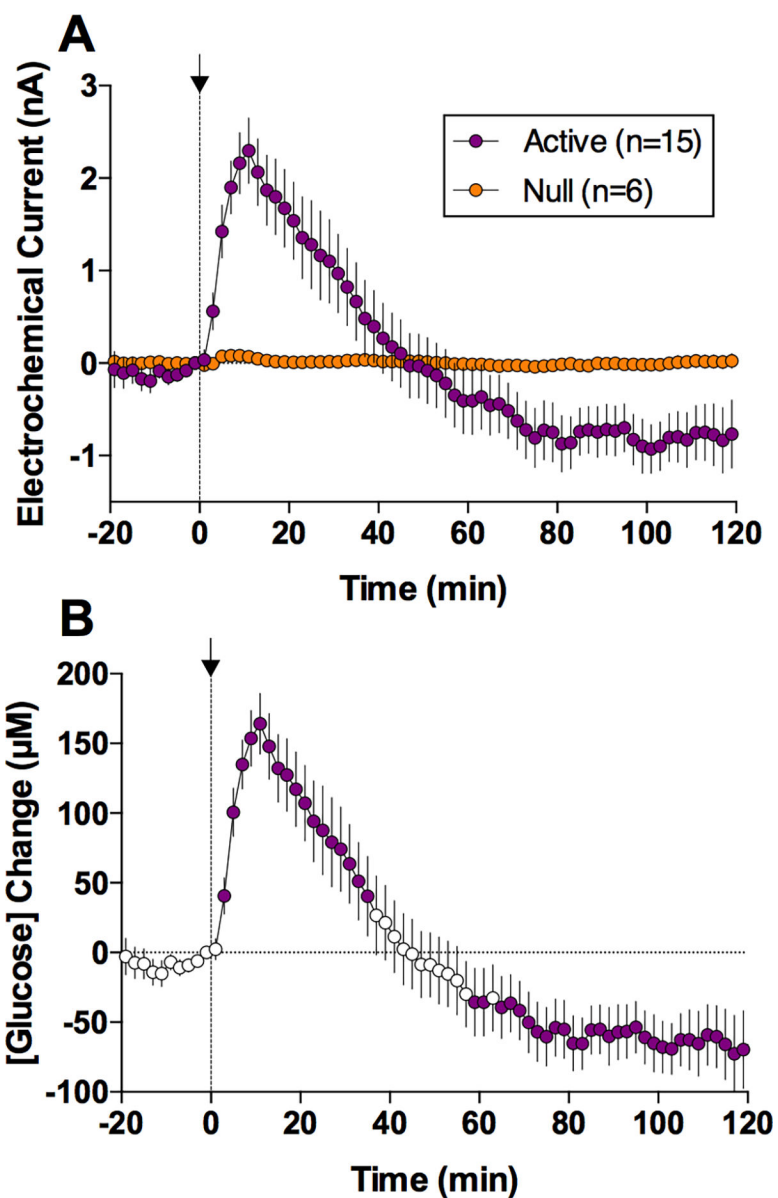 A
Electrochemical Current (nA)
3
2
1
0
-1
Active (n=15)
Null (n=6)
-20 0 20 40 60 80 100 120
Time (min)
B
[Glucose] Change (µM)
200
150
100
50
0
-50
-100
-20 0 20 40 60 80 100 120
Time (min)